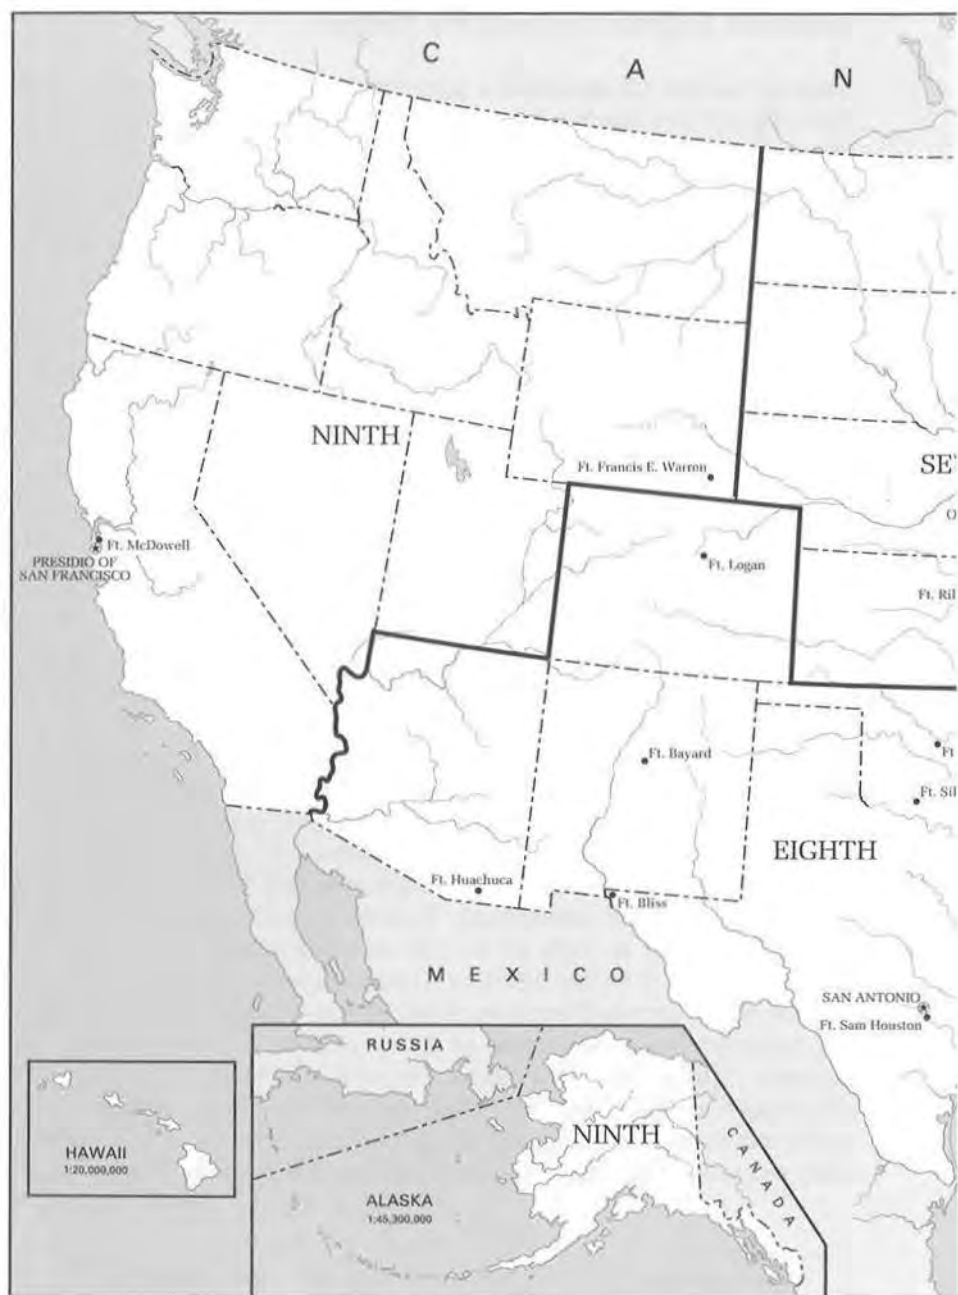 C A N
NINTH
Ft. Francis E. Warren
SE
O
Ft. McDowell
PRESIDIO OF
SAN FRANCISCO
Ft. Logan
Ft. Ril
Ft. Bayard
Ft
Ft. Sil
EIGHTH
Ft. Huachuca
Ft. Bliss
MEXICO
SAN ANTONIO
Ft. Sam Houston
RUSSIA
HAWAII
1:20,000,000
NINTH
CANADA
ALASKA
1:45,300,000